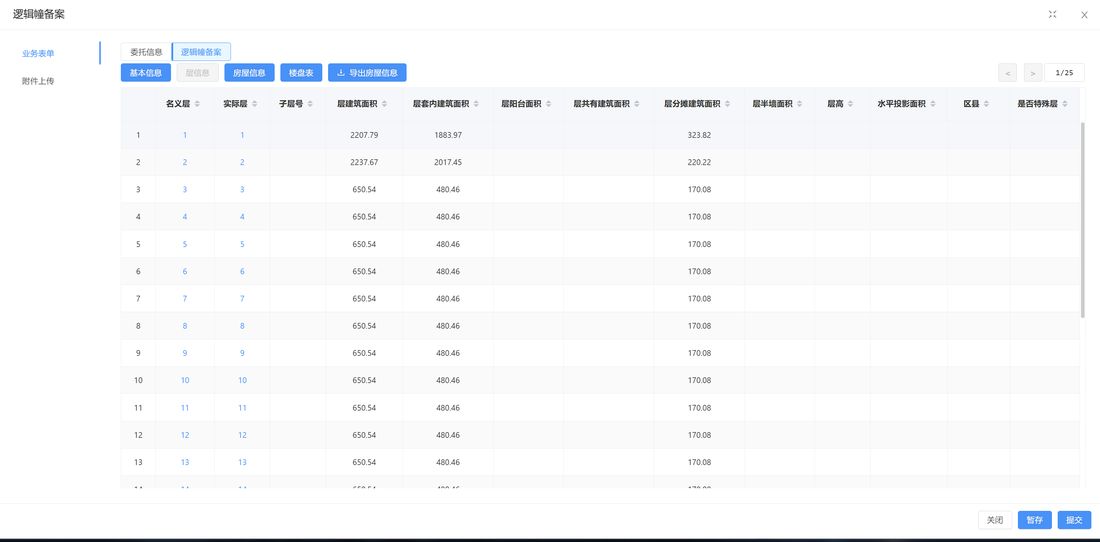 逻辑幢备案
业务表单
附件上传
委托信息 逻辑幢备案
基本信息 层信息 房屋信息 楼盘表 导出房屋信息 < > 1/25
名义层 实际层 子层号 层建筑面积 层套内建筑面积 层阳台面积 层共有建筑面积 层分摊建筑面积 层半墙面积 层高 水平投影面积 区县 是否特殊层
1 1 1 2207.79 1883.97 323.82
2 2 2 2237.67 2017.45 220.22
3 3 3 650.54 480.46 170.08
4 4 4 650.54 480.46 170.08
5 5 5 650.54 480.46 170.08
6 6 6 650.54 480.46 170.08
7 7 7 650.54 480.46 170.08
8 8 8 650.54 480.46 170.08
9 9 9 650.54 480.46 170.08
10 10 10 650.54 480.46 170.08
11 11 11 650.54 480.46 170.08
12 12 12 650.54 480.46 170.08
13 13 13 650.54 480.46 170.08
关闭 暂存 提交